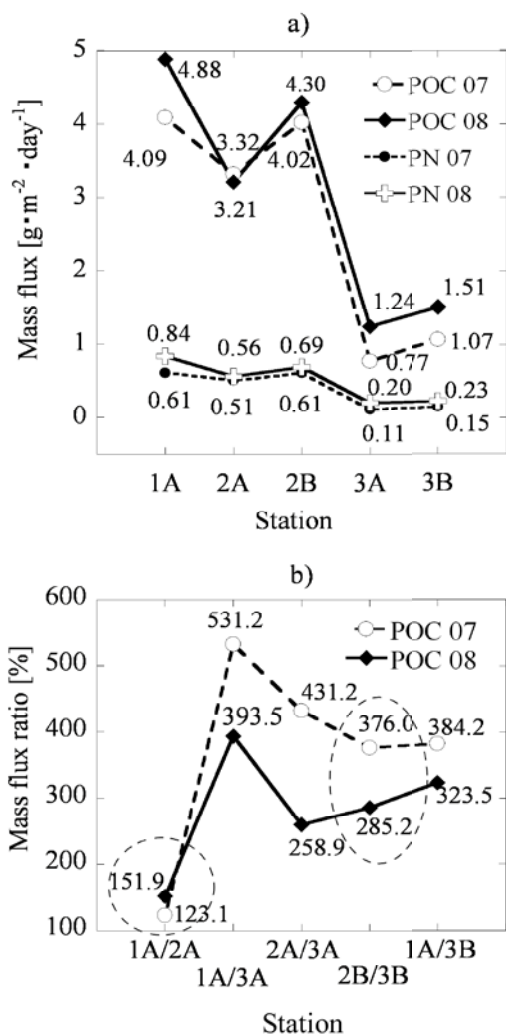 a)
Mass flux [g·m⁻²·day⁻¹]
5
4
3
2
1
0
POC 07
POC 08
PN 07
PN 08
4.88
4.30
4.09
3.32
4.02
3.21
1.24
1.51
0.77
1.07
0.84
0.56
0.69
0.20
0.23
0.61
0.51
0.61
0.11
0.15
1A 2A 2B 3A 3B
Station
b)
Mass flux ratio [%]
600
500
400
300
200
100
POC 07
POC 08
531.2
431.2
393.5
376.0
384.2
323.5
285.2
258.9
151.9
123.1
1A/2A 2A/3A 1A/3B
1A/3A 2B/3B
Station